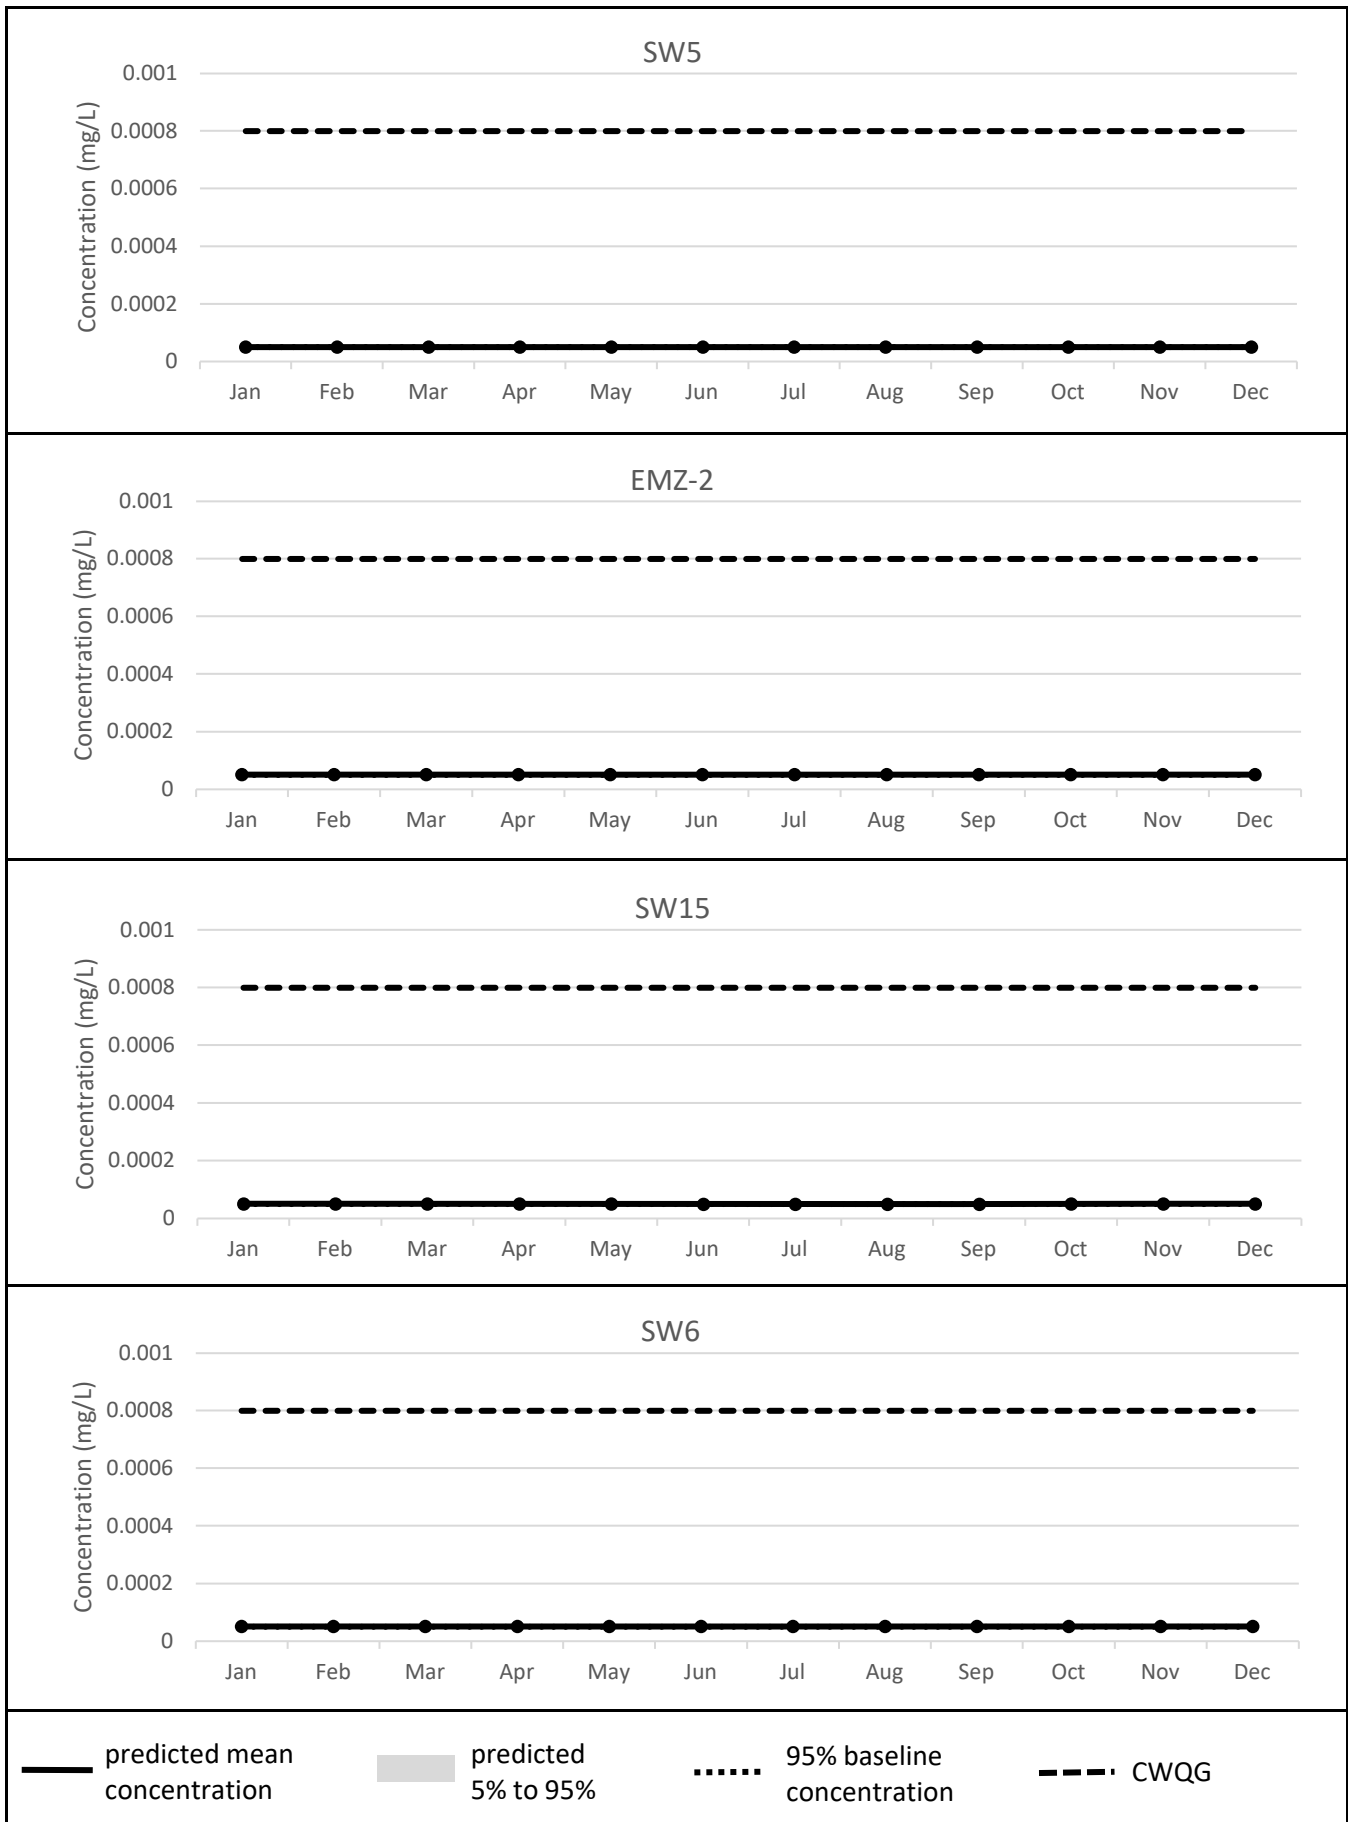 SW5
Concentration (mg/L)
0.001
0.0008
0.0006
0.0004
0.0002
0
Jan Feb Mar Apr May Jun Jul Aug Sep Oct Nov Dec
EMZ-2
Concentration (mg/L)
0.001
0.0008
0.0006
0.0004
0.0002
0
Jan Feb Mar Apr May Jun Jul Aug Sep Oct Nov Dec
SW15
Concentration (mg/L)
0.001
0.0008
0.0006
0.0004
0.0002
0
Jan Feb Mar Apr May Jun Jul Aug Sep Oct Nov Dec
SW6
Concentration (mg/L)
0.001
0.0008
0.0006
0.0004
0.0002
0
Jan Feb Mar Apr May Jun Jul Aug Sep Oct Nov Dec
predicted mean
concentration
predicted
5% to 95%
95% baseline
concentration
CWQG